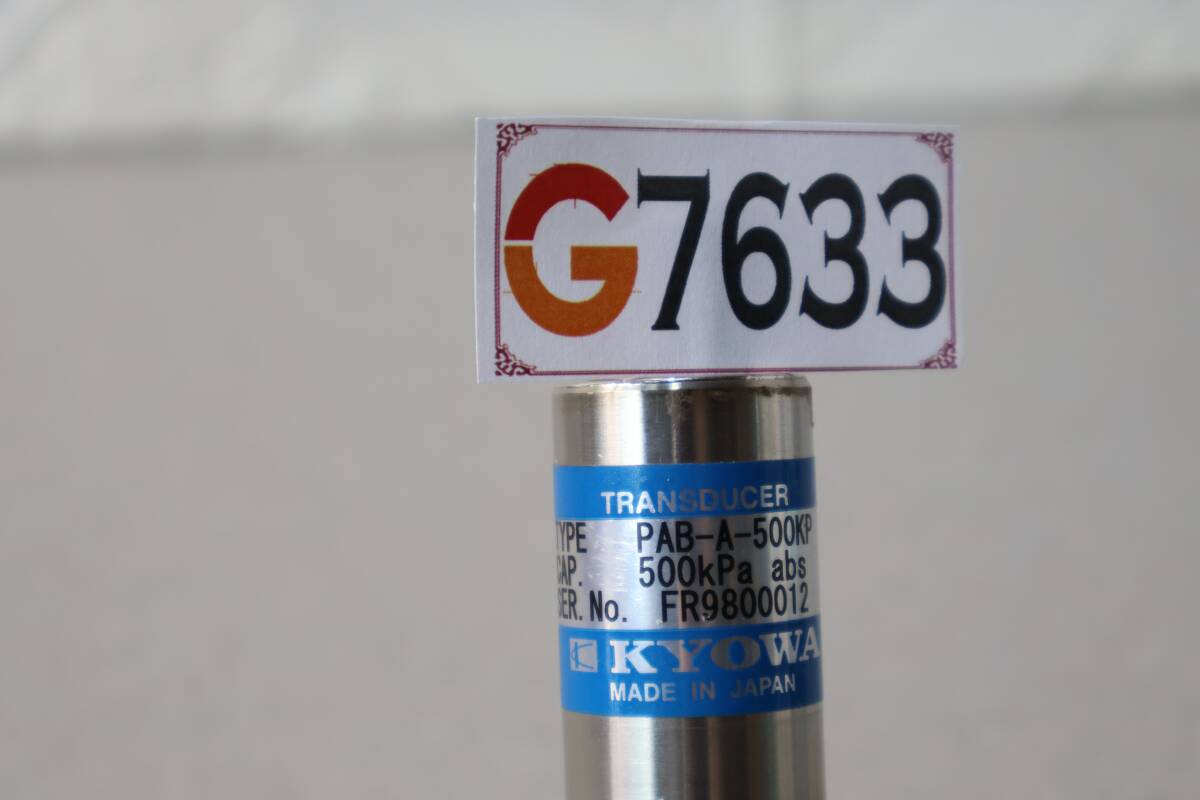 G7633
TRANSDUCER
TYPE PAB-A-500KP
CAP. 500kPa abs
SER. No. FR9800012
KYOWA
MADE IN JAPAN